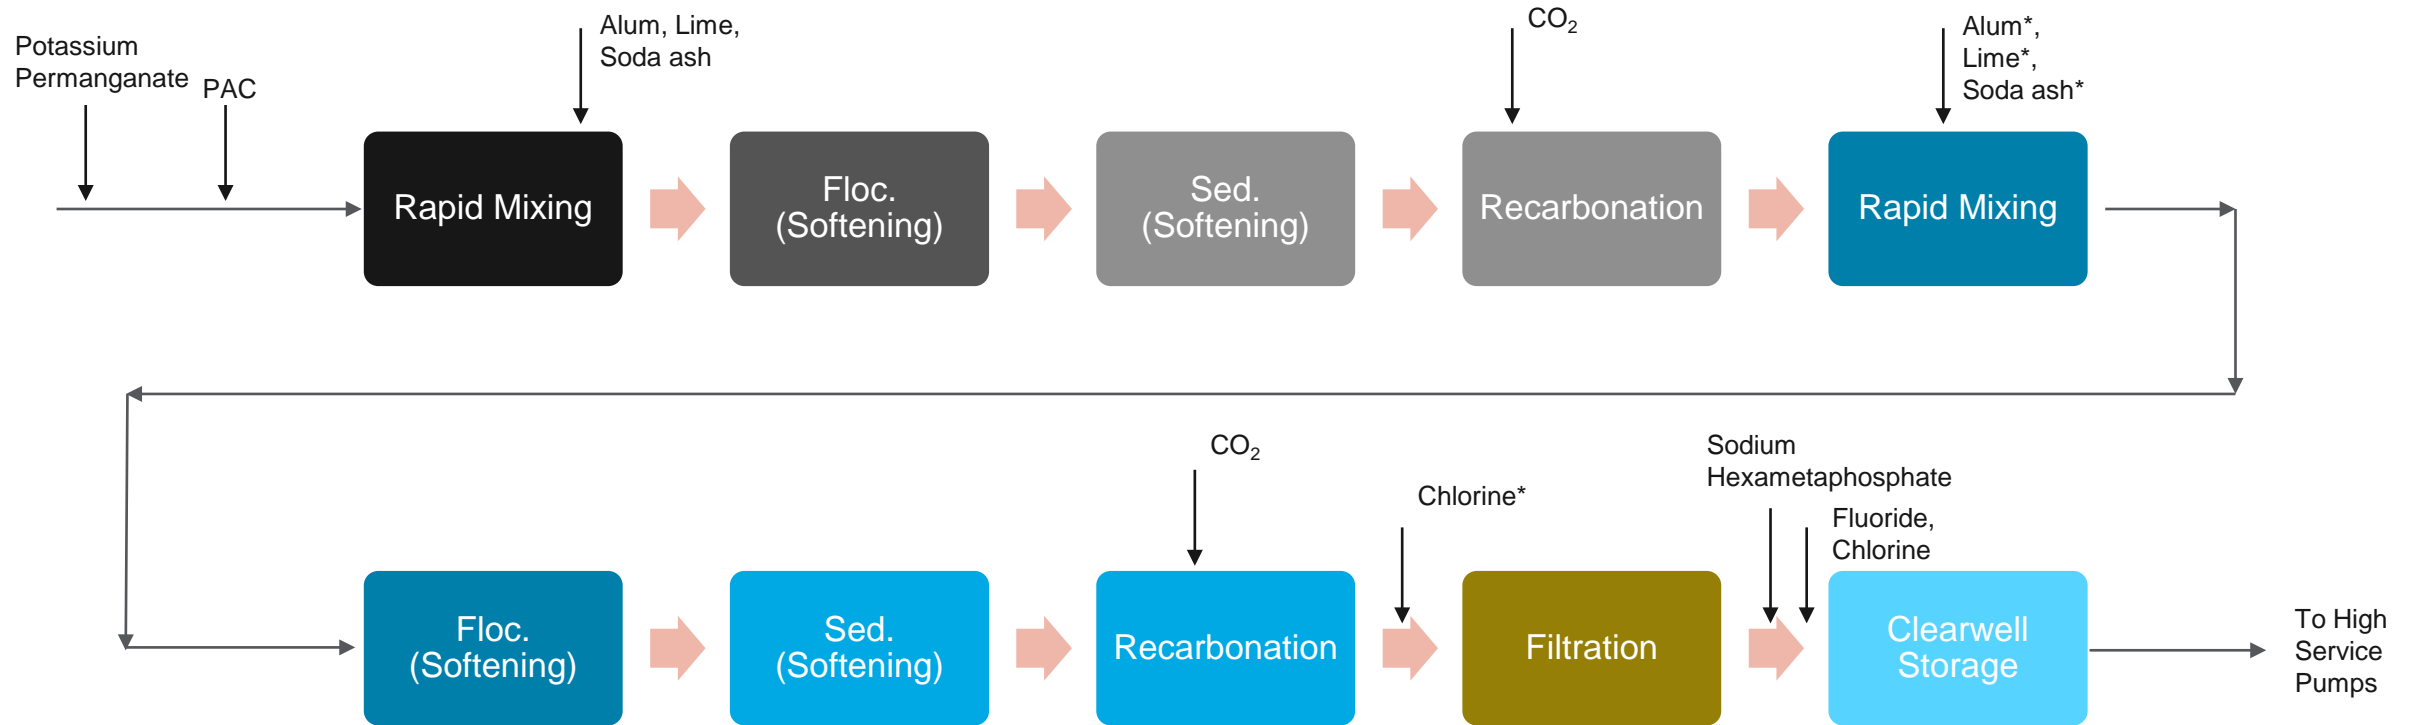 Potassium
Permanganate
PAC
Alum, Lime,
Soda ash
CO₂
Alum*,
Lime*,
Soda ash*
Rapid Mixing
Floc.
(Softening)
Sed.
(Softening)
Recarbonation
Rapid Mixing
CO₂
Chlorine*
Sodium
Hexametaphosphate
Fluoride,
Chlorine
Floc.
(Softening)
Sed.
(Softening)
Recarbonation
Filtration
Clearwell
Storage
To High
Service
Pumps